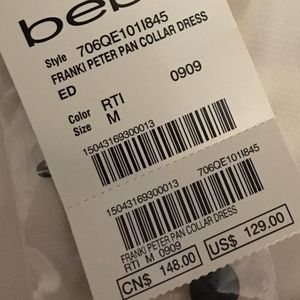 bebe
Style 706QE101I845
FRANKI PETER PAN COLLAR DRESS
ED
Color RTI 0909
Size M
15043169300013
15043169300013 706QE101I845
FRANKI PETER PAN COLLAR DRESS
RTI M 0909
CN$ 148.00 US$ 129.00